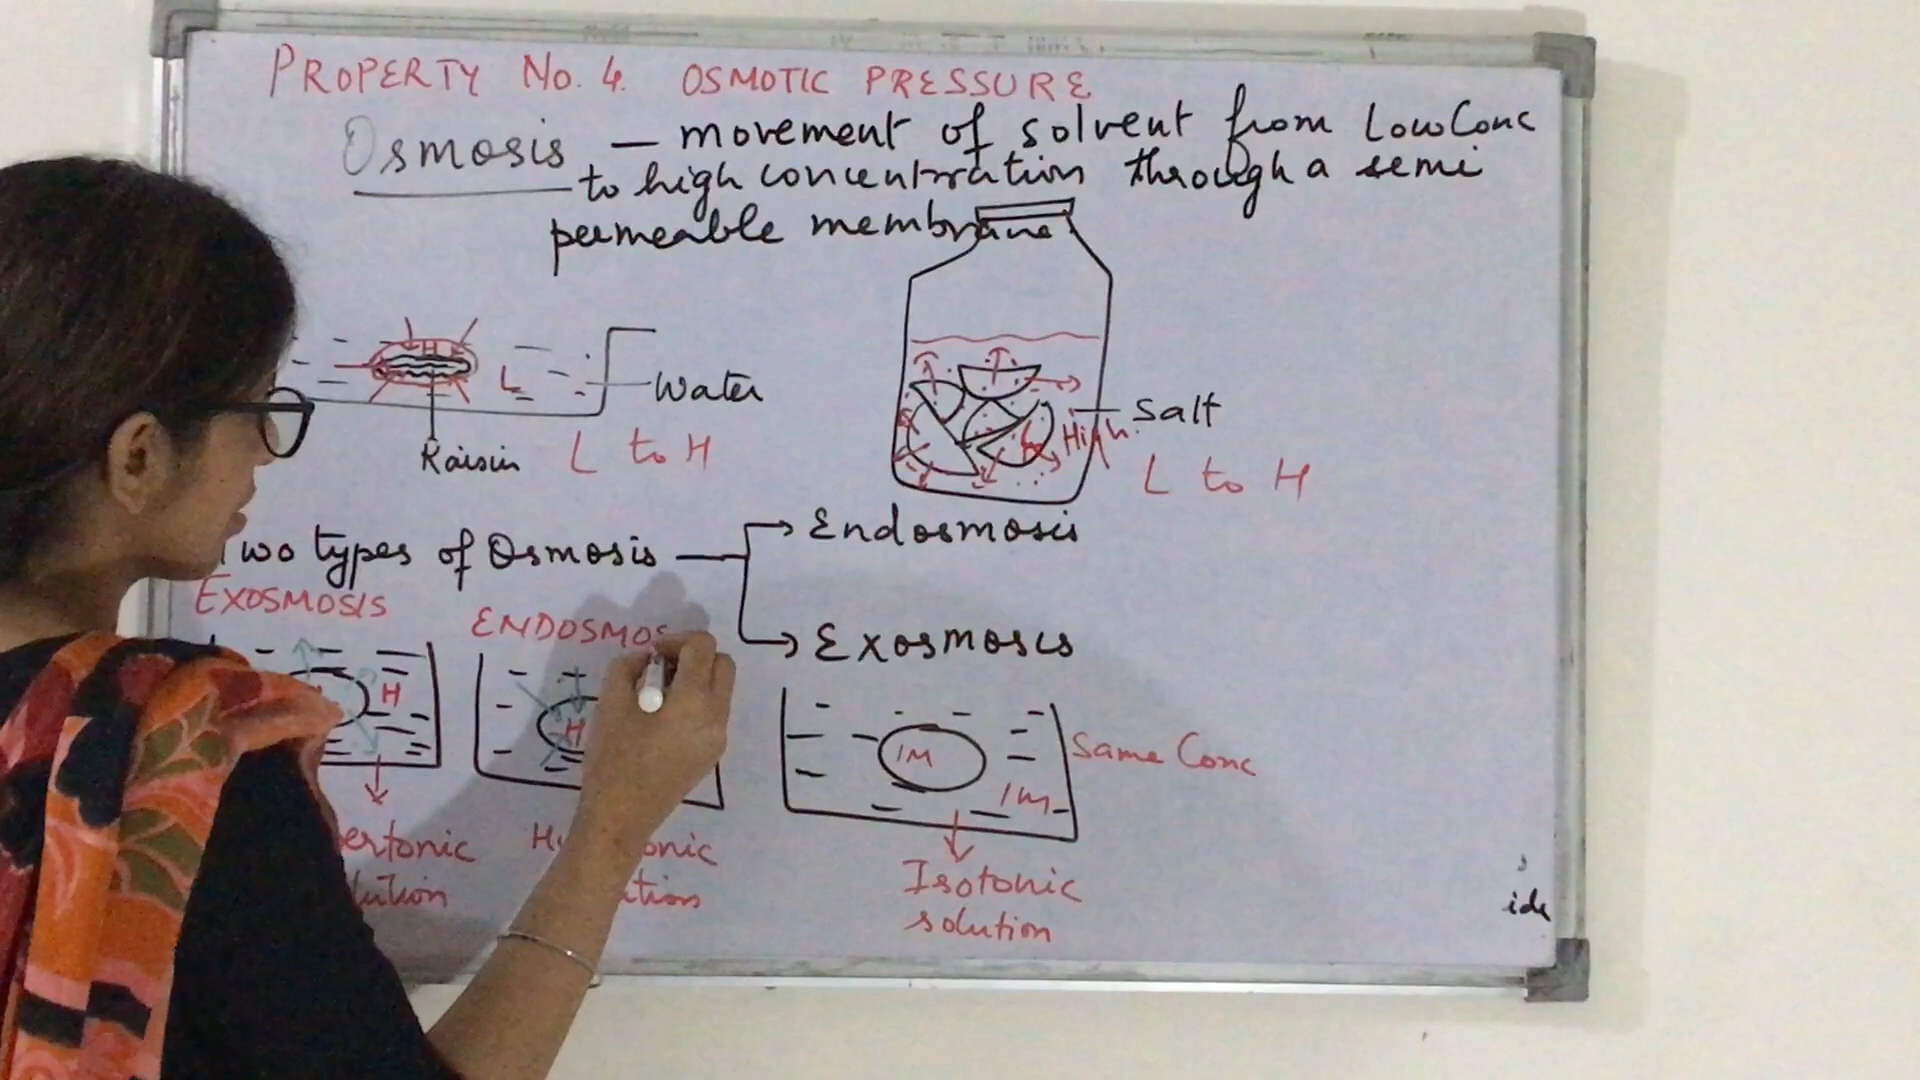 PROPERTY No. 4. OSMOTIC PRESSURE
Osmosis — movement of solvent from Low Conc
to high concentration through a semi
permeable membrane
H
L
Water
Raisin
L to H
High
Salt
L to H
Two types of Osmosis
Endosmosis
Exosmosis
EXOSMOSIS
H
ENDOSMOS
H
1M
1M
Same Conc
Isotonic
solution